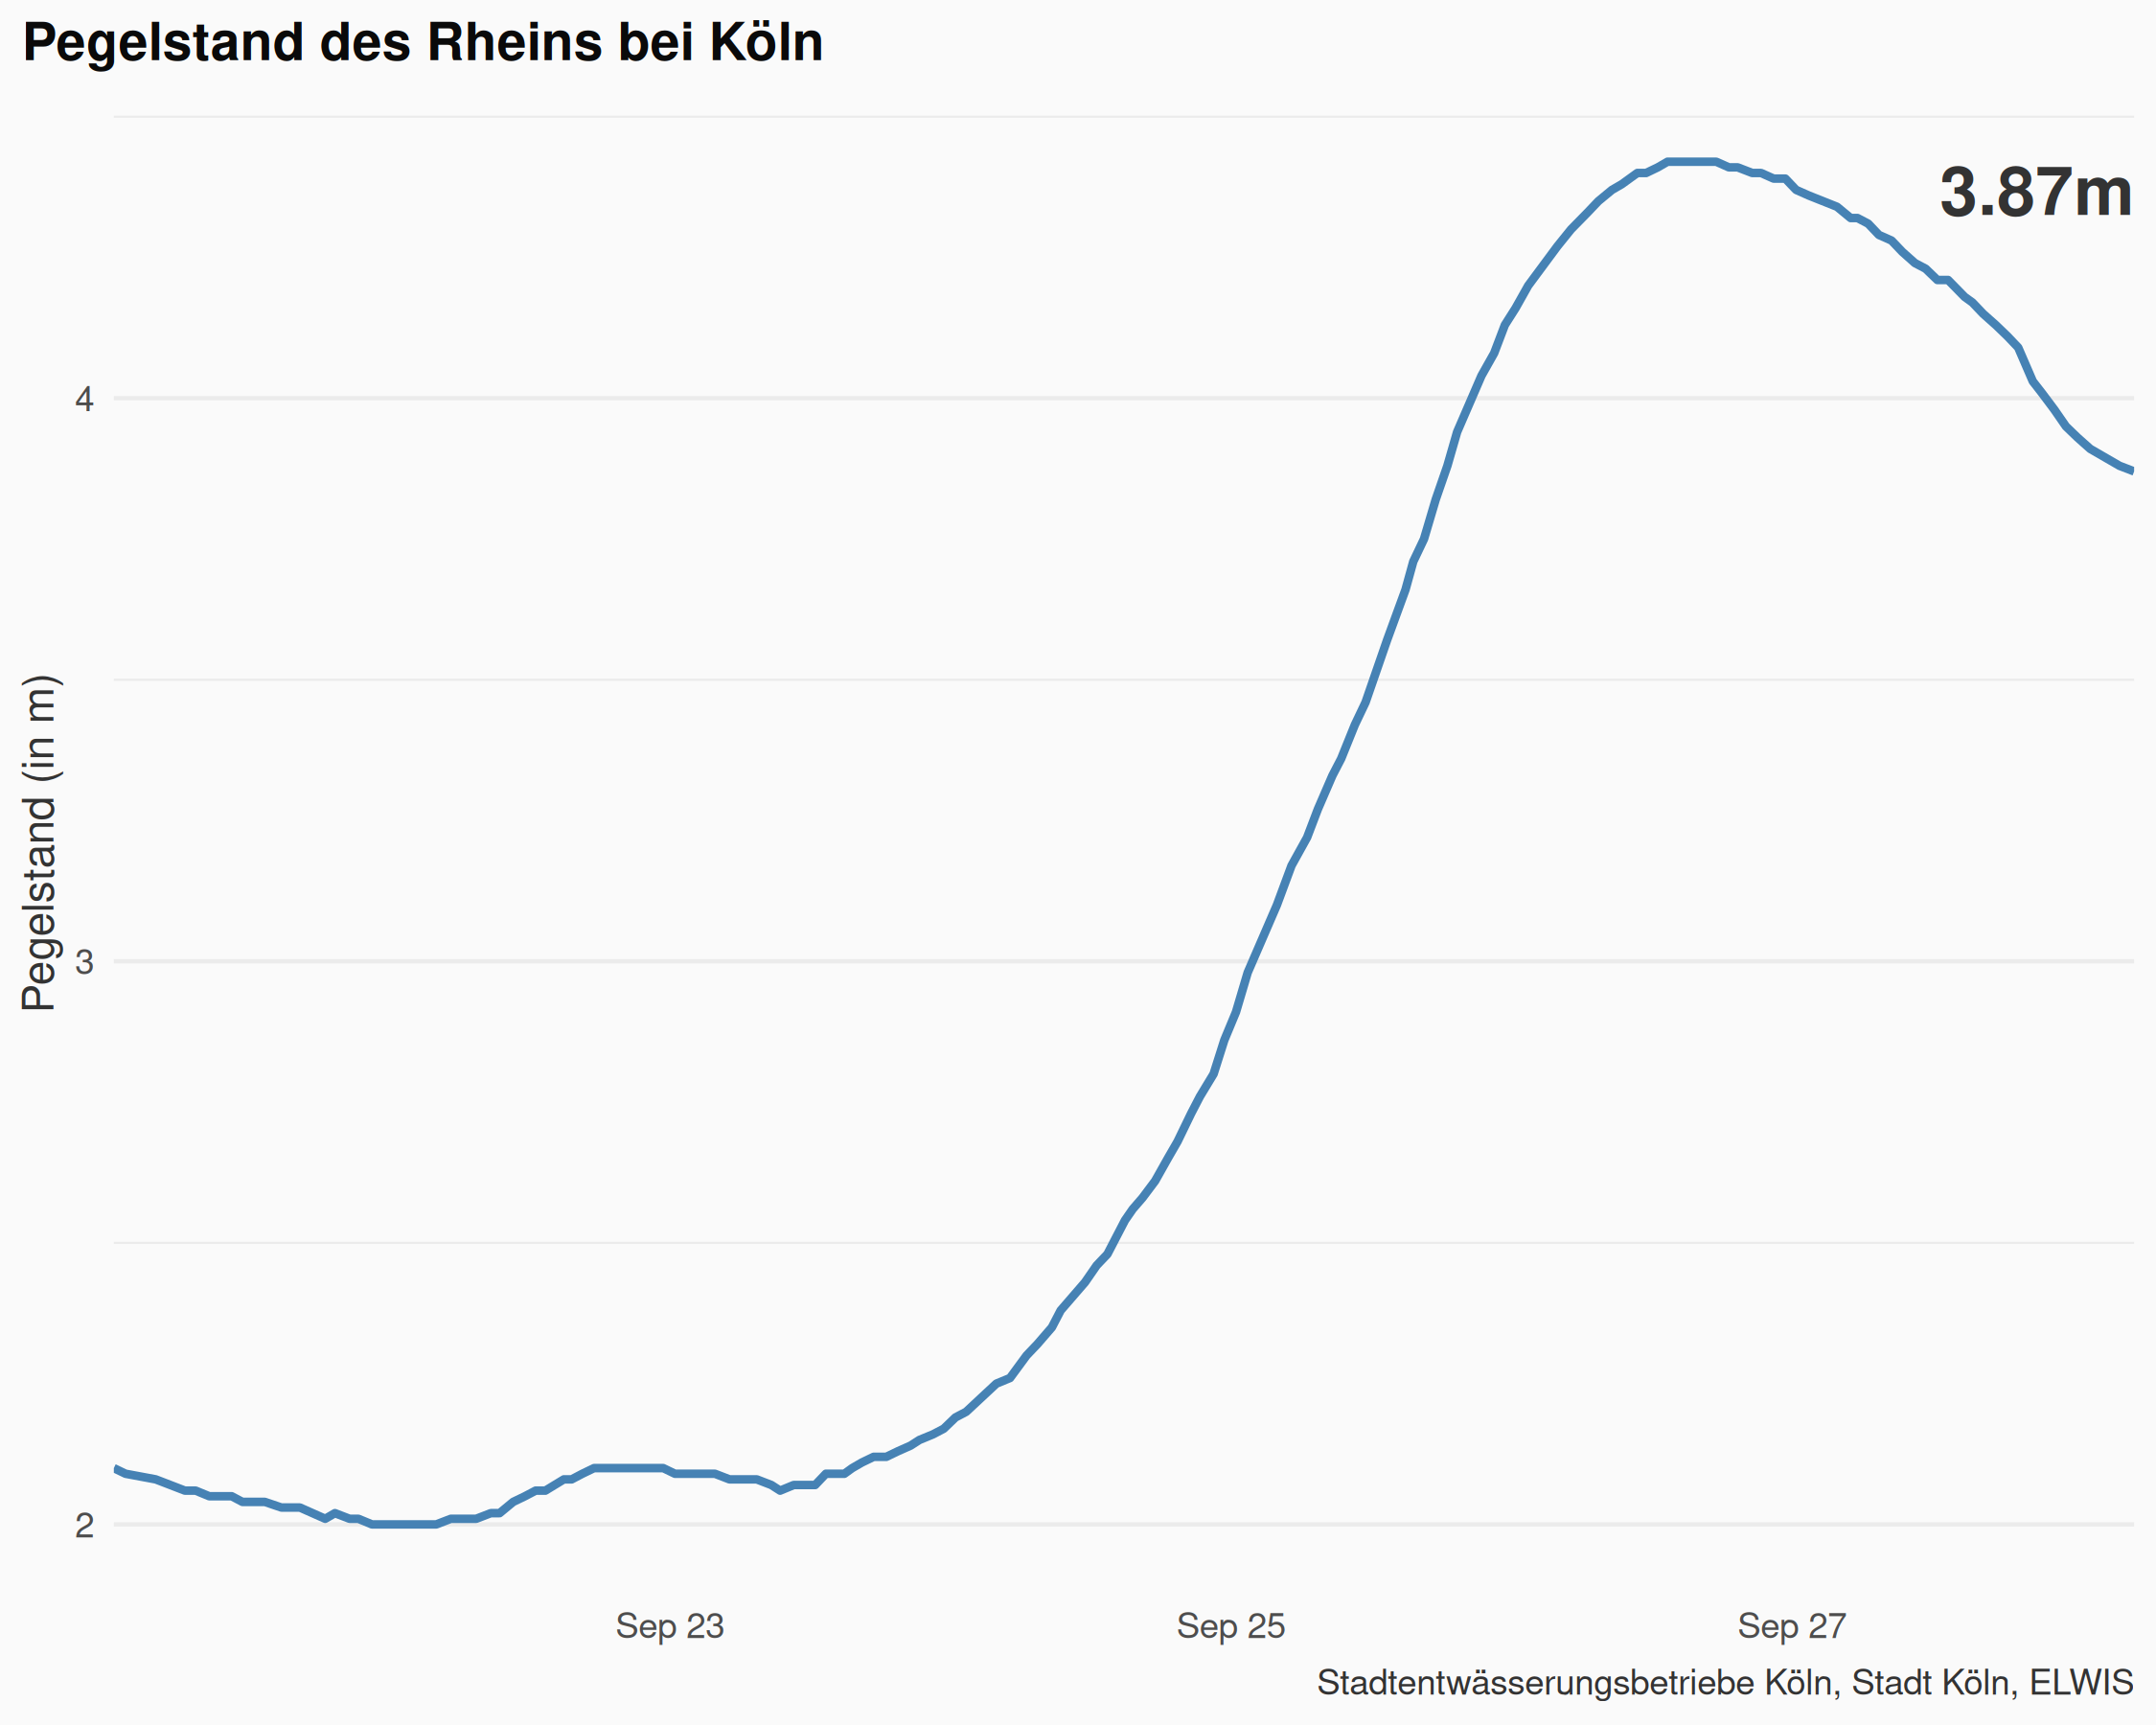 Pegelstand des Rheins bei Köln
3.87m
Pegelstand (in m)
4
3
2
Sep 23
Sep 25
Sep 27
Stadtentwässerungsbetriebe Köln, Stadt Köln, ELWIS